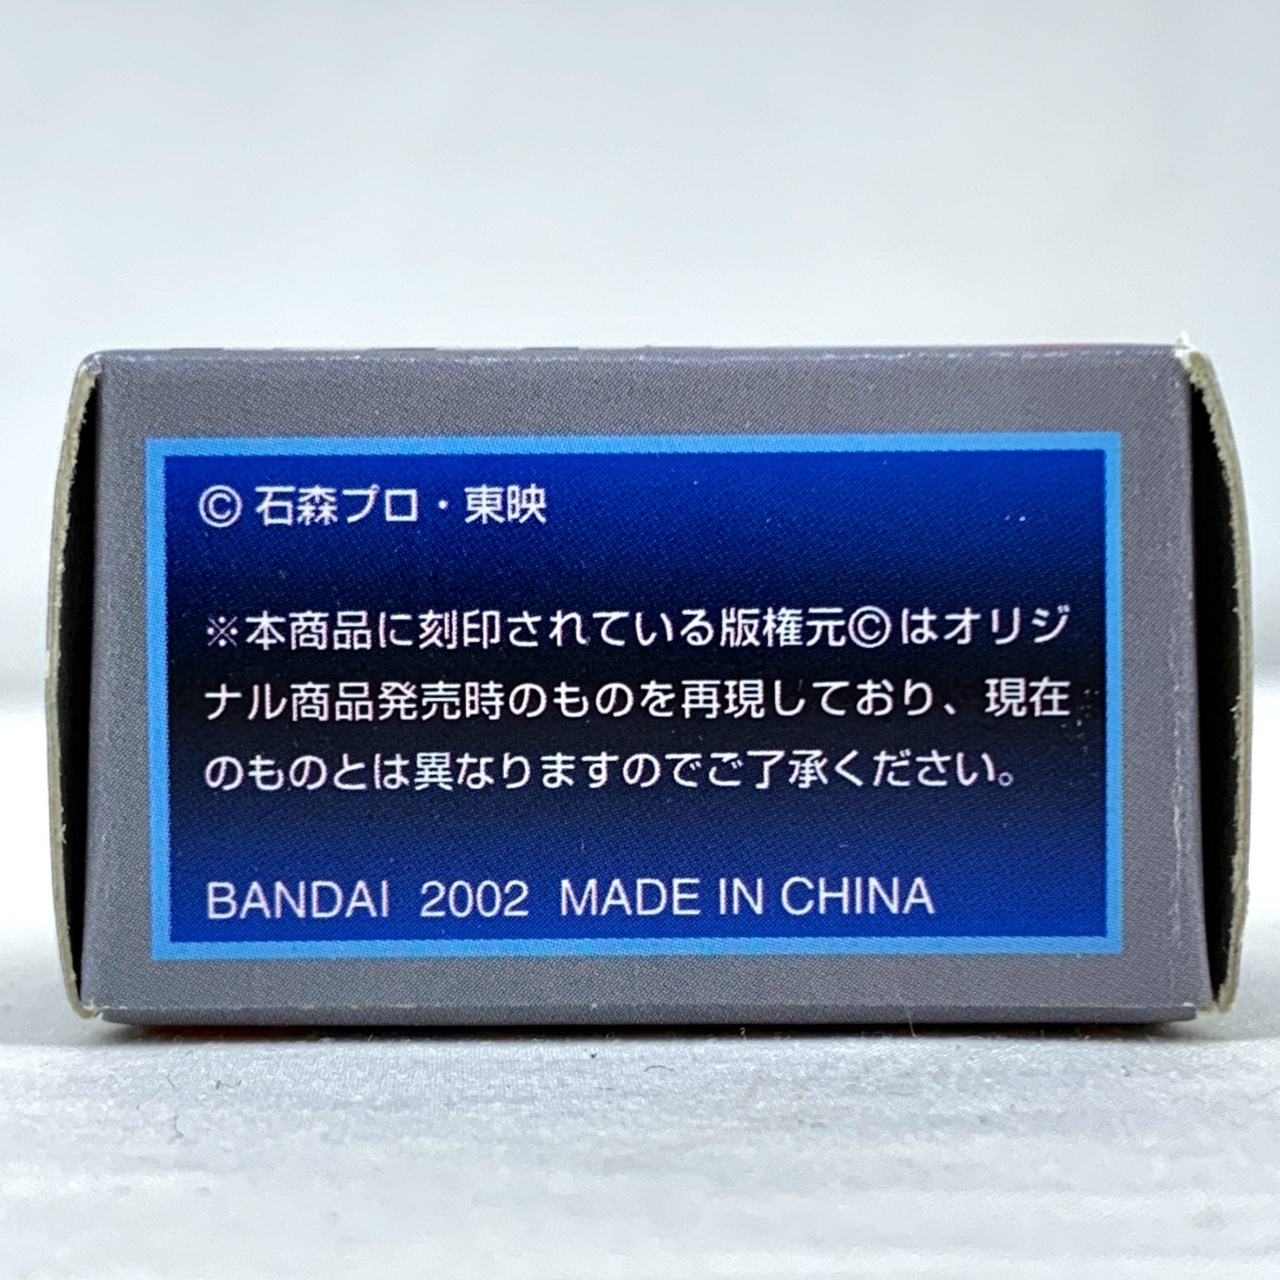 © 石森プロ・東映
※本商品に刻印されている版権元©はオリジ
ナル商品発売時のものを再現しており、現在
のものとは異なりますのでご了承ください。
BANDAI 2002 MADE IN CHINA